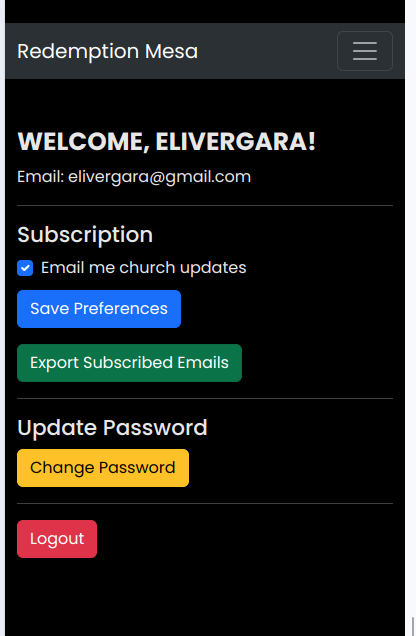 Redemption Mesa
WELCOME, ELIVERGARA!
Email: elivergara@gmail.com
Subscription
Email me church updates
Save Preferences
Export Subscribed Emails
Update Password
Change Password
Logout